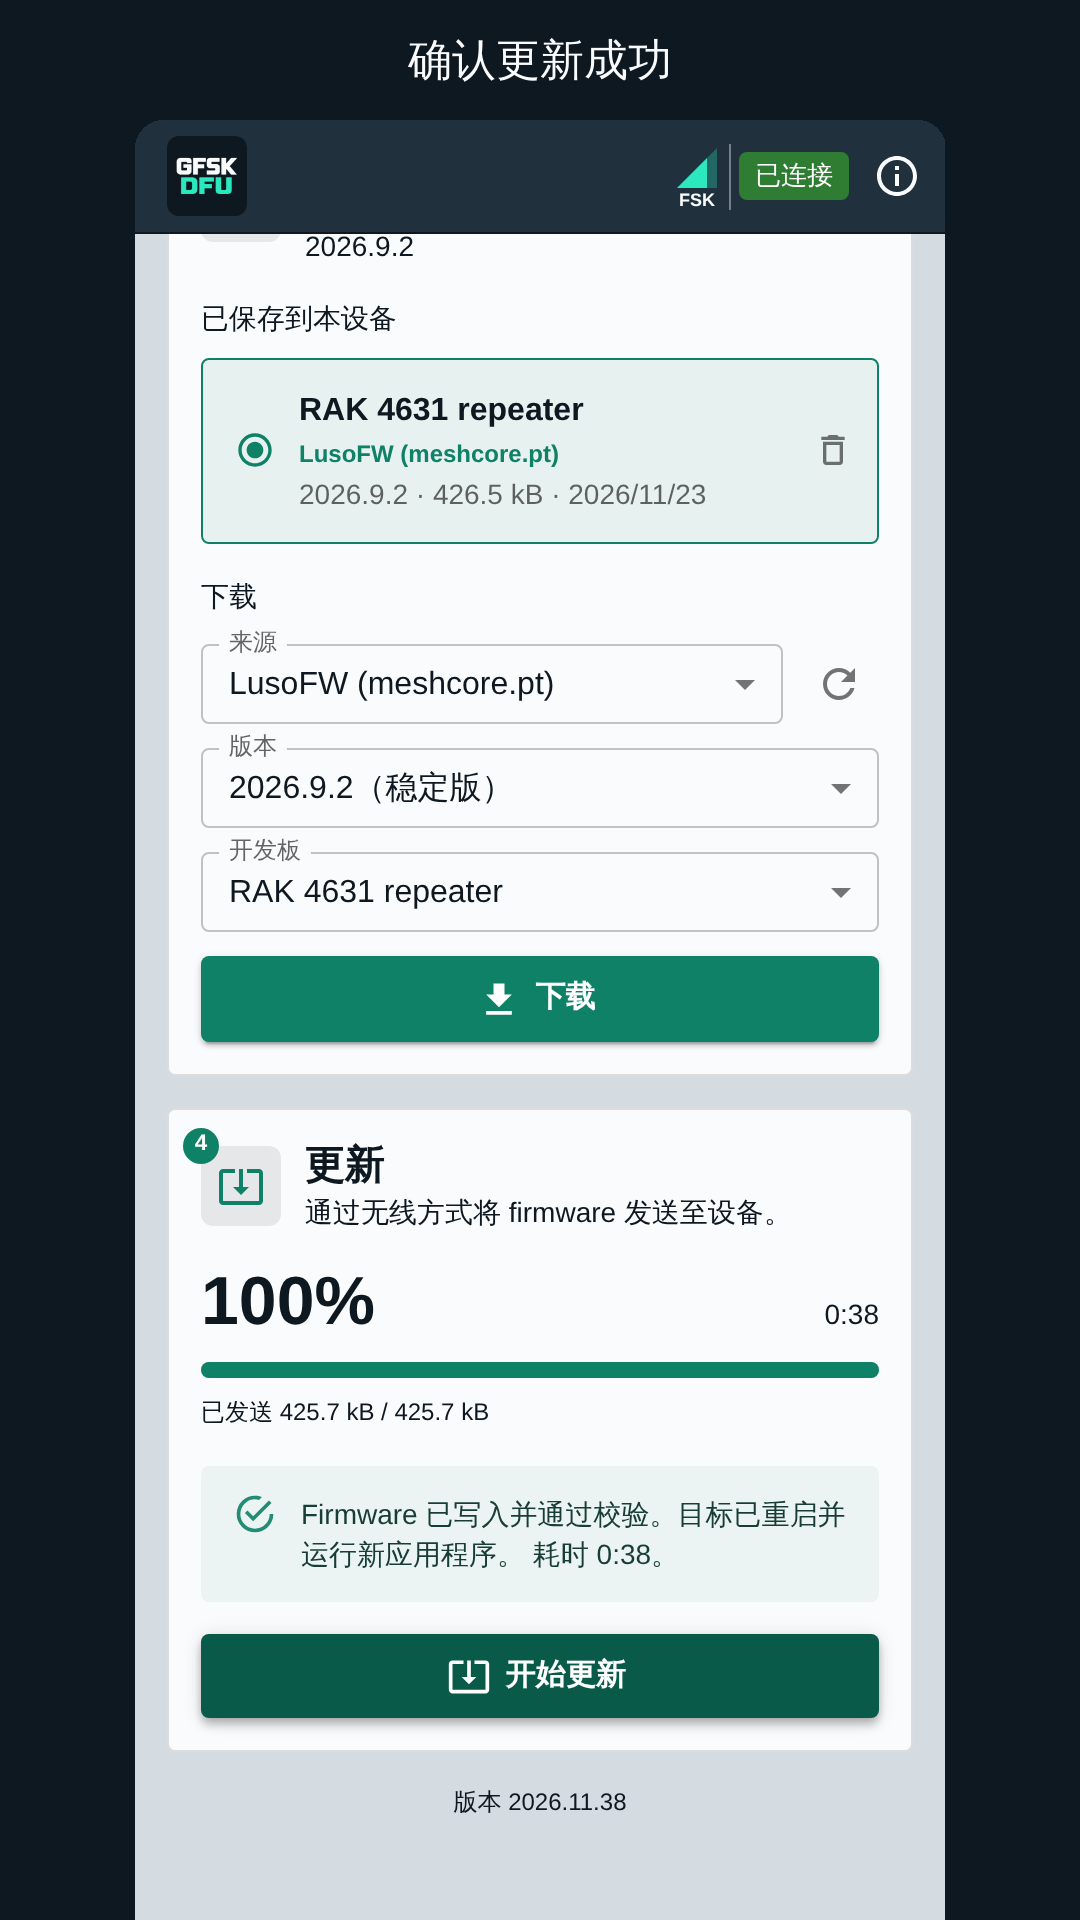 确认更新成功
GFSK
DFU
FSK
已连接
2026.9.2
已保存到本设备
RAK 4631 repeater
LusoFW (meshcore.pt)
2026.9.2 · 426.5 kB · 2026/11/23
下载
来源
LusoFW (meshcore.pt)
版本
2026.9.2（稳定版）
开发板
RAK 4631 repeater
下载
4
更新
通过无线方式将 firmware 发送至设备。
100%
0:38
已发送 425.7 kB / 425.7 kB
Firmware 已写入并通过校验。目标已重启并
运行新应用程序。 耗时 0:38。
开始更新
版本 2026.11.38